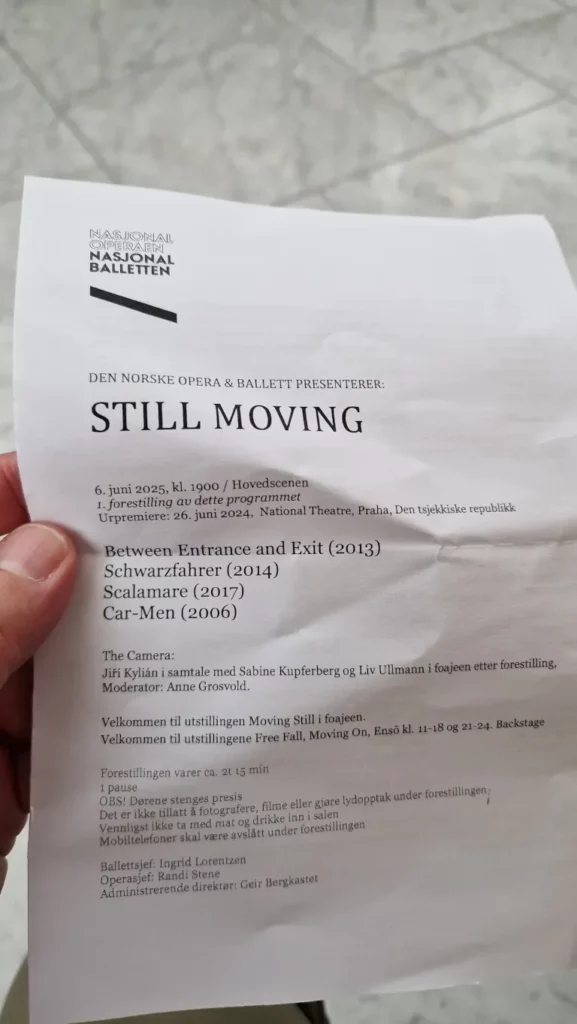 NASJONAL
OPERAEN
NASJONAL
BALLETTEN
DEN NORSKE OPERA & BALLETT PRESENTERER:
STILL MOVING
6. juni 2025, kl. 1900 / Hovedscenen
1. forestilling av dette programmet
Urpremiere: 26. juni 2024, National Theatre, Praha, Den tsjekkiske republikk
Between Entrance and Exit (2013)
Schwarzfahrer (2014)
Scalamare (2017)
Car-Men (2006)
The Camera:
Jiří Kylián i samtale med Sabine Kupferberg og Liv Ullmann i foajeen etter forestilling,
Moderator: Anne Grosvold.
Velkommen til utstillingen Moving Still i foajeen.
Velkommen til utstillingene Free Fall, Moving On, Ensō kl. 11-18 og 21-24. Backstage
Forestillingen varer ca. 2t 15 min
1 pause
OBS! Dørene stenges presis
Det er ikke tillatt å fotografere, filme eller gjøre lydopptak under forestillingen
Vennligst ikke ta med mat og drikke inn i salen
Mobiltelefoner skal være avslått under forestillingen
Ballettsjef: Ingrid Lorentzen
Operasjef: Randi Stene
Administrerende direktør: Geir Bergkastet